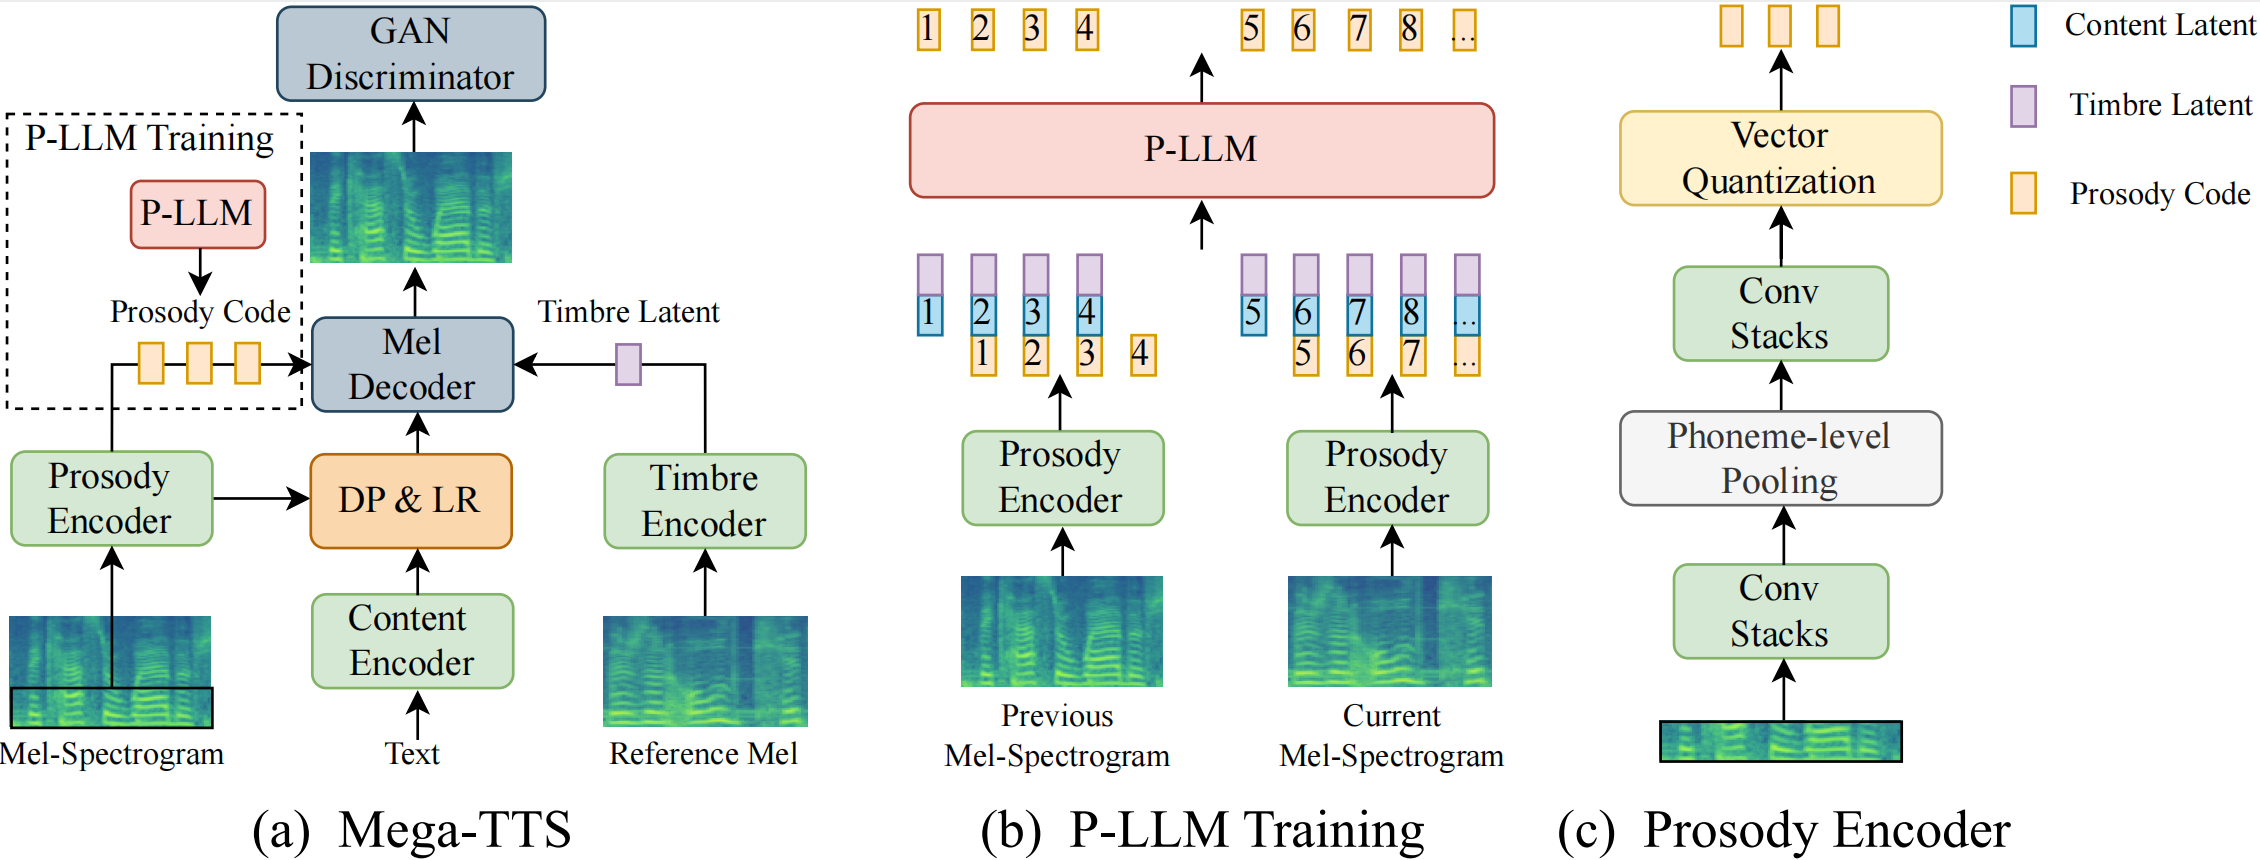 GAN
Discriminator
P-LLM Training
P-LLM
Prosody Code
Timbre Latent
Mel
Decoder
Prosody
Encoder
DP & LR
Timbre
Encoder
Content
Encoder
Mel-Spectrogram
Text
Reference Mel
(a) Mega-TTS
1 2 3 4 5 6 7 8 ...
P-LLM
1 2 3 4 5 6 7 8 ...
1 2 3 4 5 6 7 ...
Prosody
Encoder
Prosody
Encoder
Previous
Mel-Spectrogram
Current
Mel-Spectrogram
(b) P-LLM Training
Vector
Quantization
Conv
Stacks
Phoneme-level
Pooling
Conv
Stacks
(c) Prosody Encoder
Content Latent
Timbre Latent
Prosody Code